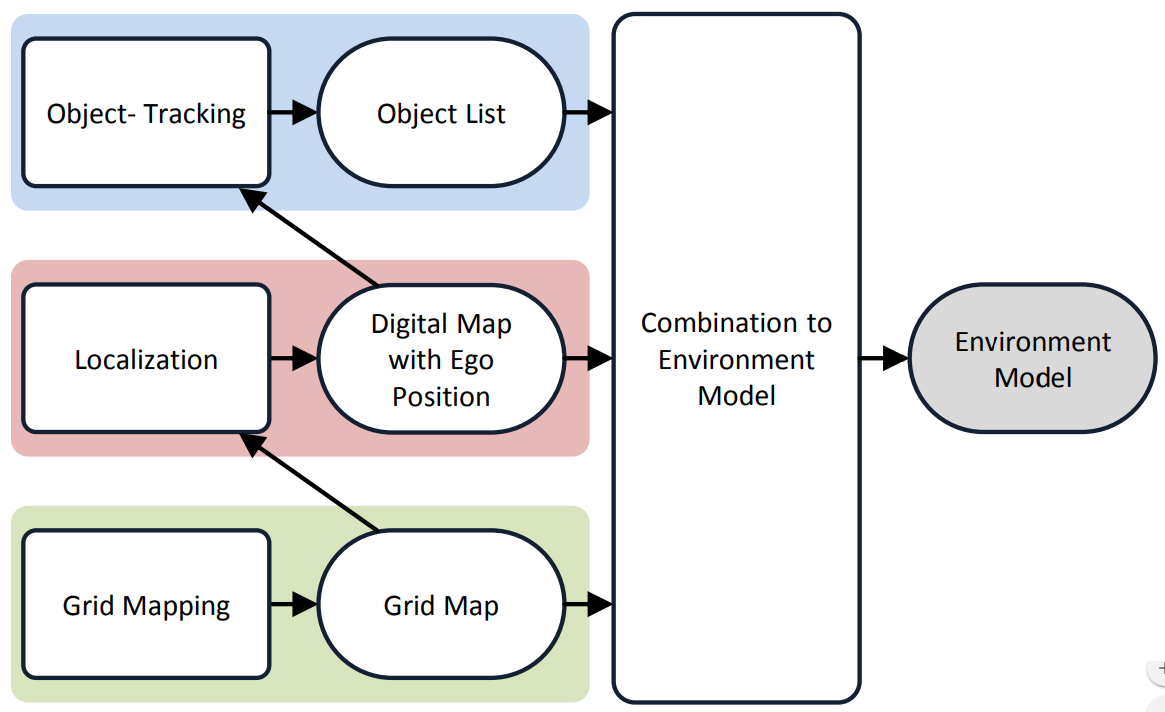 Object- Tracking
Object List
Localization
Digital Map
with Ego
Position
Grid Mapping
Grid Map
Combination to
Environment
Model
Environment
Model